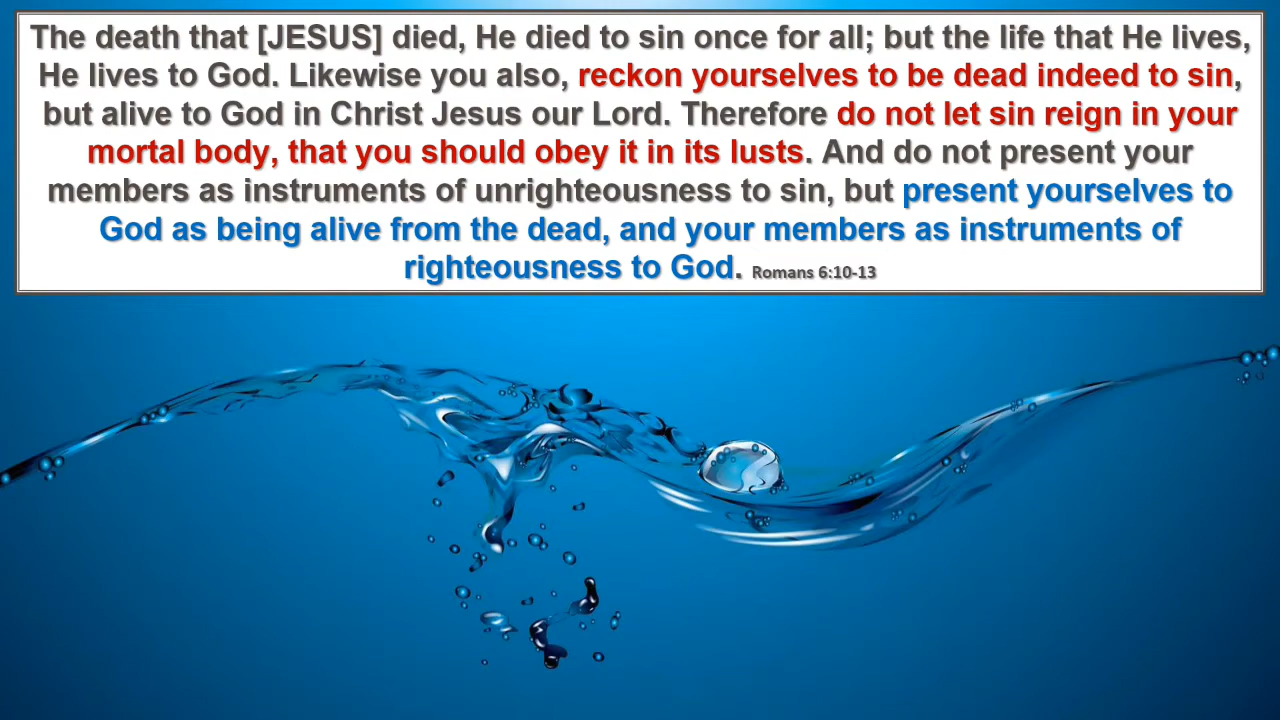 The death that [JESUS] died, He died to sin once for all; but the life that He lives,
He lives to God. Likewise you also, reckon yourselves to be dead indeed to sin,
but alive to God in Christ Jesus our Lord. Therefore do not let sin reign in your
mortal body, that you should obey it in its lusts. And do not present your
members as instruments of unrighteousness to sin, but present yourselves to
God as being alive from the dead, and your members as instruments of
righteousness to God. Romans 6:10-13